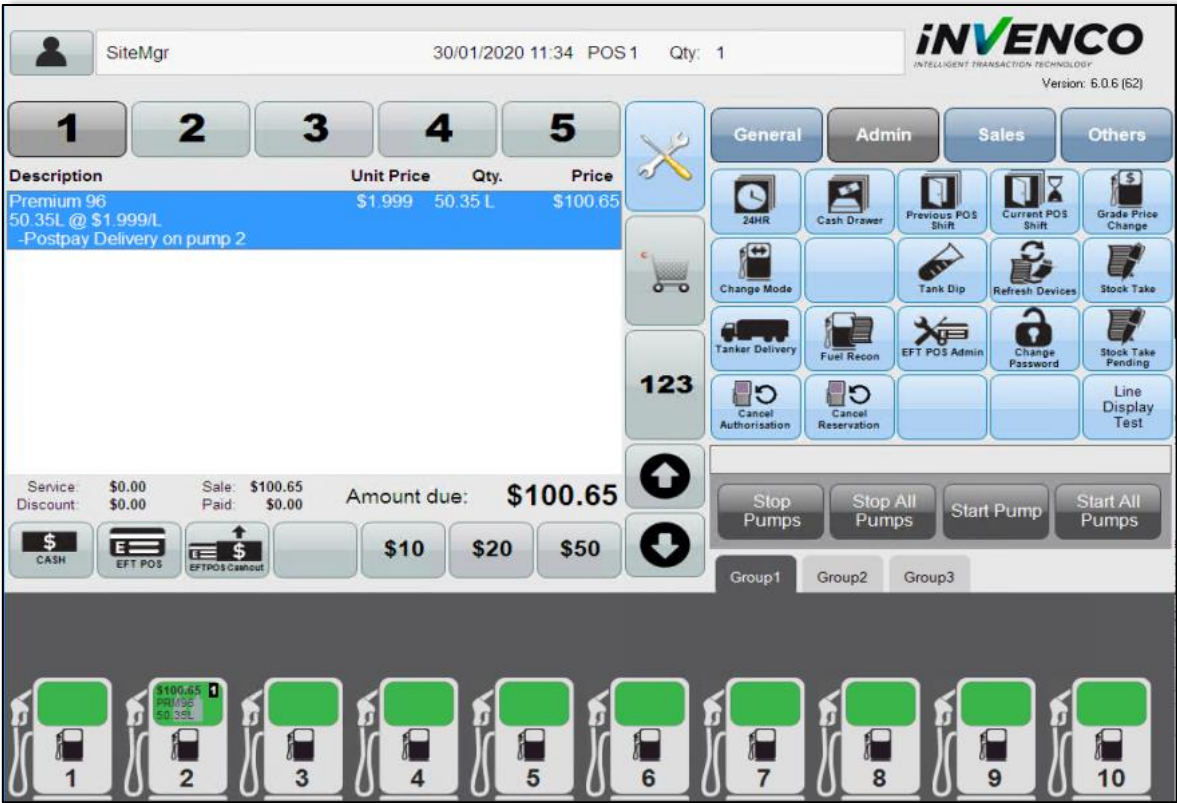 SiteMgr 30/01/2020 11:34 POS1 Qty: 1
iNVENCO
INTELLIGENT TRANSACTION TECHNOLOGY
Version: 6.0.6 (62)
1 2 3 4 5
General Admin Sales Others
Description Unit Price Qty. Price
Premium 96 $1.999 50.35 L $100.65
50.35L @ $1.999/L
-Postpay Delivery on pump 2
24HR
Cash Drawer
Previous POS
Shift
Current POS
Shift
Grade Price
Change
Change Mode
Tank Dip
Refresh Devices
Stock Take
Tanker Delivery
Fuel Recon
EFT POS Admin
Change
Password
Stock Take
Pending
123
Cancel
Authorisation
Cancel
Reservation
Line
Display
Test
Service: $0.00 Sale: $100.65
Discount: $0.00 Paid: $0.00
Amount due: $100.65
Stop
Pumps
Stop All
Pumps
Start Pump
Start All
Pumps
$
CASH
E
EFT POS
E $
EFTPOS Cashout
$10 $20 $50
Group1 Group2 Group3
$100.65 1
PRM96
50.35L
1 2 3 4 5 6 7 8 9 10